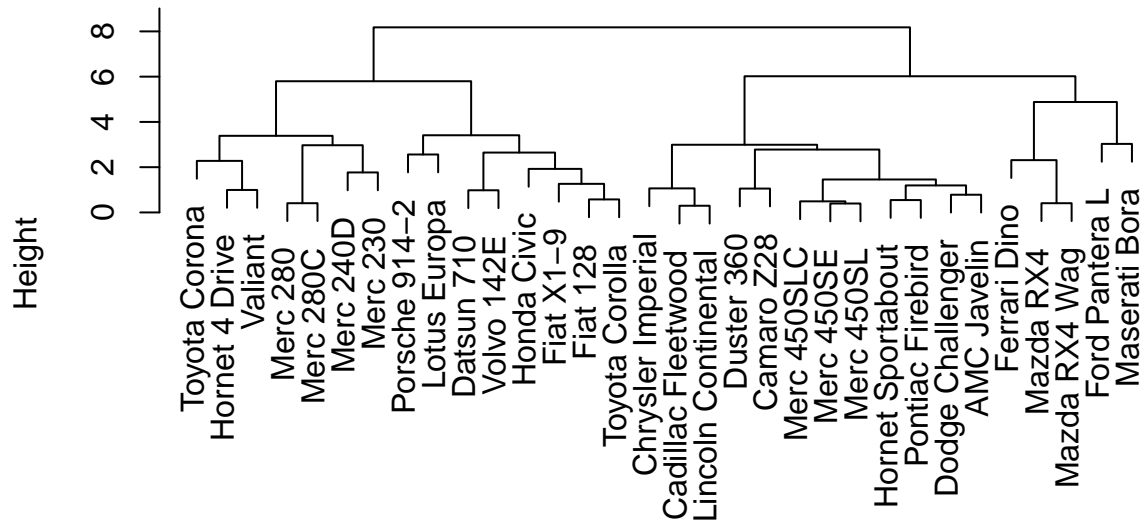 Height
8
6
4
2
0
Toyota Corona
Hornet 4 Drive
Valiant
Merc 280
Merc 280C
Merc 240D
Merc 230
Porsche 914−2
Lotus Europa
Datsun 710
Volvo 142E
Honda Civic
Fiat X1−9
Fiat 128
Toyota Corolla
Chrysler Imperial
Cadillac Fleetwood
Lincoln Continental
Duster 360
Camaro Z28
Merc 450SLC
Merc 450SE
Merc 450SL
Hornet Sportabout
Pontiac Firebird
Dodge Challenger
AMC Javelin
Ferrari Dino
Mazda RX4
Mazda RX4 Wag
Ford Pantera L
Maserati Bora